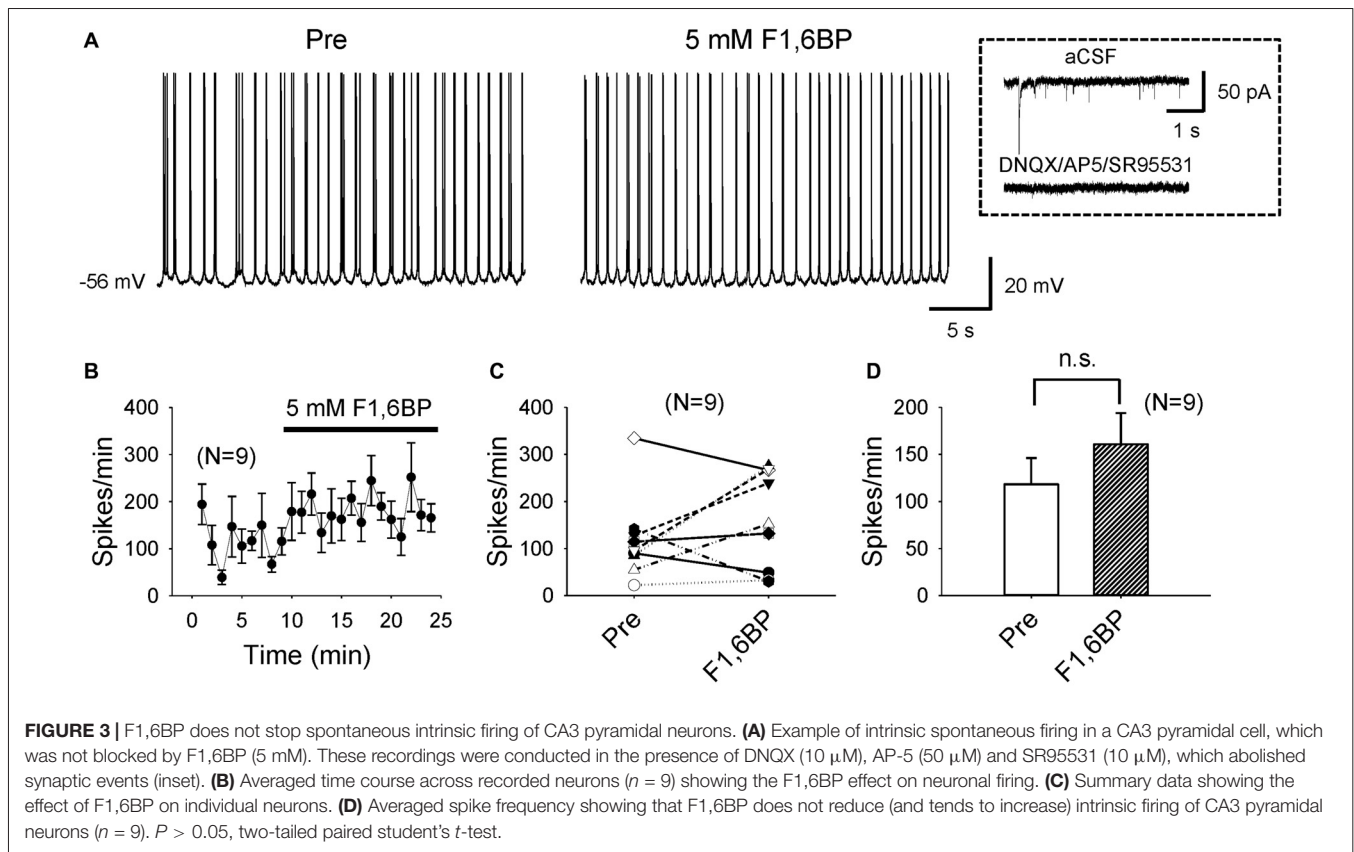 A
Pre
5 mM F1,6BP
aCSF
50 pA
1 s
DNQX/AP5/SR95531
-56 mV
20 mV
5 s
B
5 mM F1,6BP
(N=9)
Spikes/min
400
300
200
100
0
0 5 10 15 20 25
Time (min)
C
(N=9)
Spikes/min
400
300
200
100
0
Pre
F1,6BP
D
n.s.
(N=9)
Spikes/min
200
150
100
50
0
Pre
F1,6BP
FIGURE 3 | F1,6BP does not stop spontaneous intrinsic firing of CA3 pyramidal neurons. (A) Example of intrinsic spontaneous firing in a CA3 pyramidal cell, which
was not blocked by F1,6BP (5 mM). These recordings were conducted in the presence of DNQX (10 μM), AP-5 (50 μM) and SR95531 (10 μM), which abolished
synaptic events (inset). (B) Averaged time course across recorded neurons (n = 9) showing the F1,6BP effect on neuronal firing. (C) Summary data showing the
effect of F1,6BP on individual neurons. (D) Averaged spike frequency showing that F1,6BP does not reduce (and tends to increase) intrinsic firing of CA3 pyramidal
neurons (n = 9). P > 0.05, two-tailed paired student's t-test.